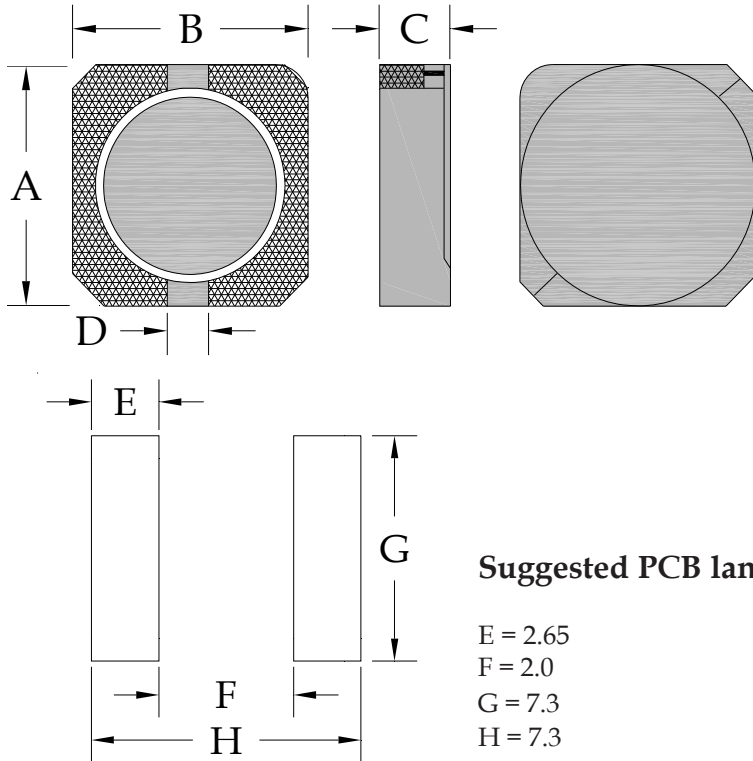 B
C
A
D
E
G
F
H
Suggested PCB lan
E = 2.65
F = 2.0
G = 7.3
H = 7.3